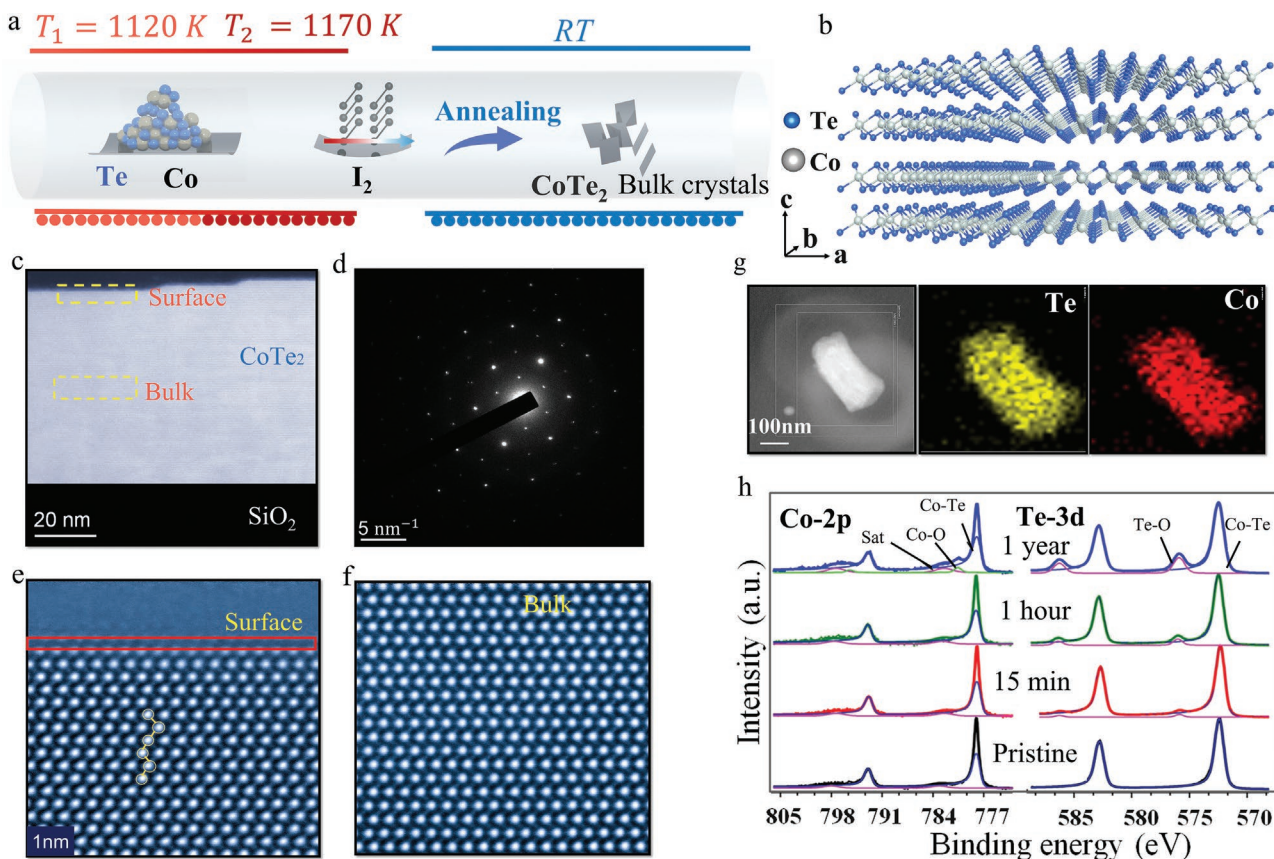 a
T₁ = 1120 K T₂ = 1170 K
RT
Annealing
Te Co
I₂
CoTe₂ Bulk crystals
b
Te
Co
c
b
a
c
Surface
CoTe₂
Bulk
20 nm
SiO₂
d
5 nm⁻¹
e
Surface
1nm
f
Bulk
g
100nm
Te
Co
h
Co-2p
Sat
Co-O
Co-Te
Te-3d
Te-O
Co-Te
1 year
1 hour
15 min
Pristine
Intensity (a.u.)
805 798 791 784 777 585 580 575 570
Binding energy (eV)